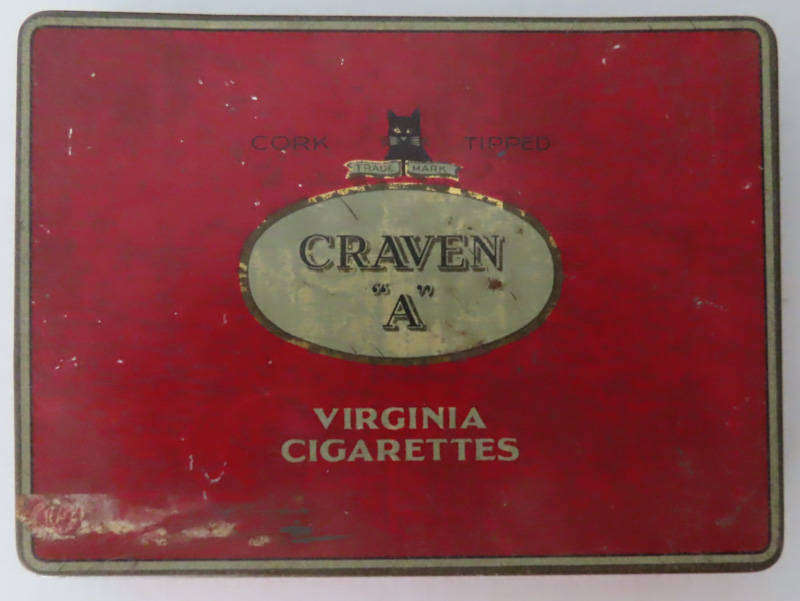 CORK TIPPED
TRADE MARK
CRAVEN
"A"
VIRGINIA
CIGARETTES